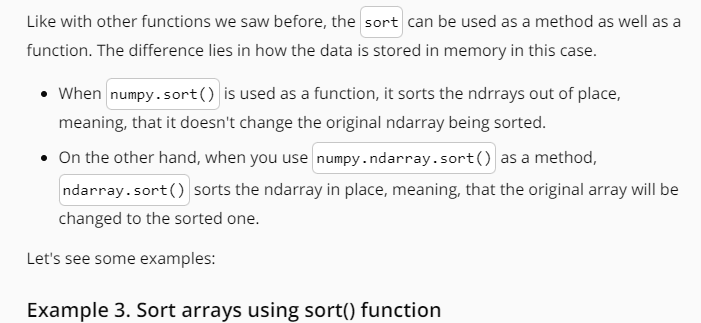 Like with other functions we saw before, the sort can be used as a method as well as a
function. The difference lies in how the data is stored in memory in this case.
• When numpy.sort() is used as a function, it sorts the ndrrays out of place,
meaning, that it doesn't change the original ndarray being sorted.
• On the other hand, when you use numpy.ndarray.sort() as a method,
ndarray.sort() sorts the ndarray in place, meaning, that the original array will be
changed to the sorted one.
Let's see some examples:
Example 3. Sort arrays using sort() function